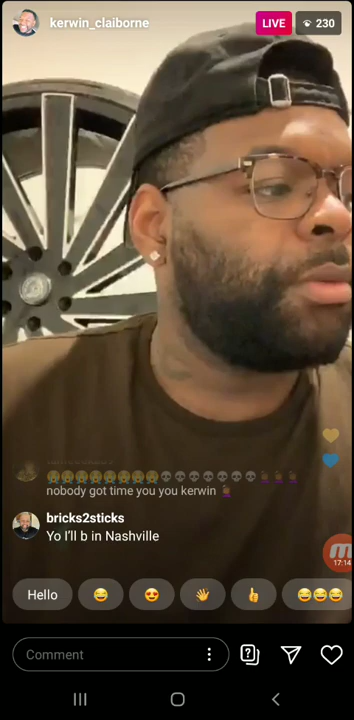 kerwin_claiborne
LIVE
230
😭😭😭😭😭😭😭😭💀💀💀💀💀💀💀
nobody got time you you kerwin
bricks2sticks
Yo I'll b in Nashville
17:14
Hello 😂 😍 👋 👍 😂😂😂
Comment